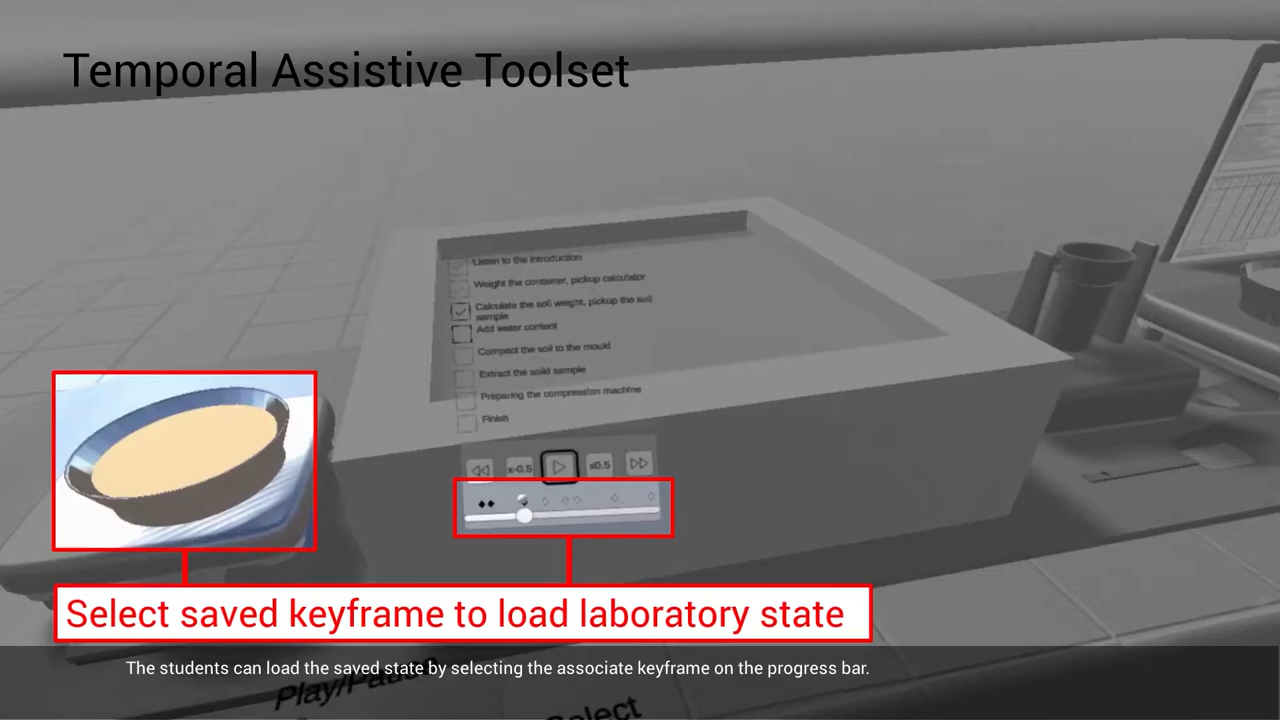 Temporal Assistive Toolset
Listen to the introduction
Weight the container, pickup calculator
Calculate the soil weight, pickup the soil
sample
Add water content
Compact the soil to the mould
Extract the soild sample
Preparing the compression machine
Finish
x-0.5
x0.5
Select saved keyframe to load laboratory state
The students can load the saved state by selecting the associate keyframe on the progress bar.
Play/Pause
Select